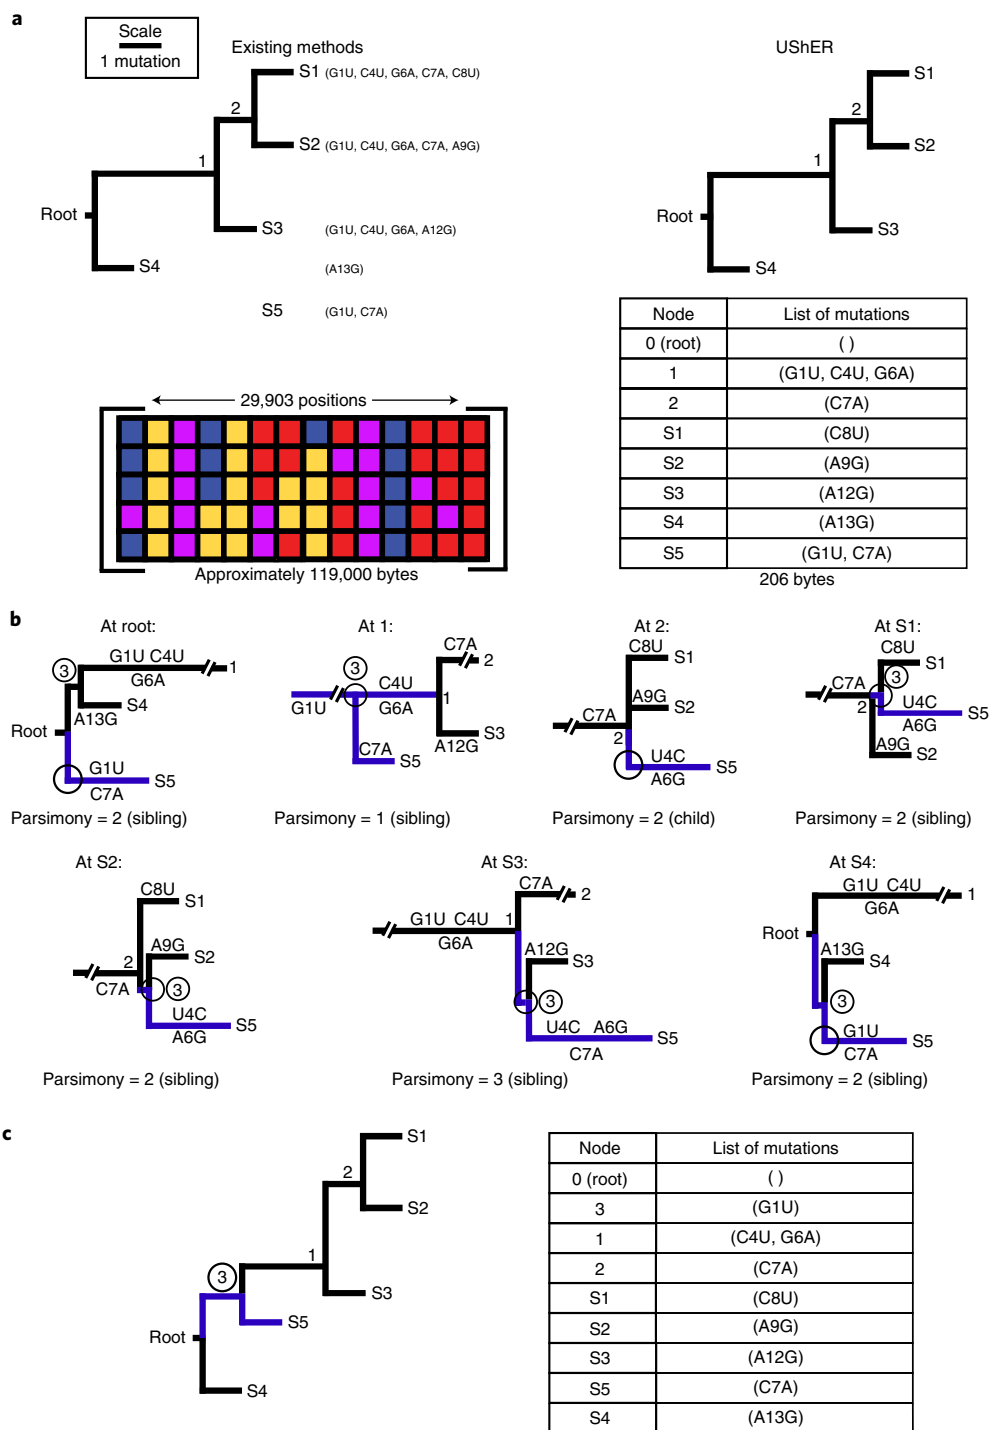 a
Scale
1 mutation
Existing methods
S1 (G1U, C4U, G6A, C7A, C8U)
2
S2 (G1U, C4U, G6A, C7A, A9G)
1
Root
S3 (G1U, C4U, G6A, A12G)
S4 (A13G)
S5 (G1U, C7A)
UShER
S1
2
S2
1
Root
S3
S4
29,903 positions
Approximately 119,000 bytes
Node List of mutations
0 (root) ( )
1 (G1U, C4U, G6A)
2 (C7A)
S1 (C8U)
S2 (A9G)
S3 (A12G)
S4 (A13G)
S5 (G1U, C7A)
206 bytes
b
At root:
G1U C4U
3 1
G6A
S4
A13G
Root
G1U
S5
C7A
Parsimony = 2 (sibling)
At 1:
C7A
2
3
C4U
G1U G6A 1
S3
A12G
C7A
S5
Parsimony = 1 (sibling)
At 2:
C8U
S1
A9G
S2
C7A
2
U4C
S5
A6G
Parsimony = 2 (child)
At S1:
C8U
S1
3
C7A
2
U4C
S5
A6G
A9G
S2
Parsimony = 2 (sibling)
At S2:
C8U
S1
A9G
S2
2
C7A 3
U4C
S5
A6G
Parsimony = 2 (sibling)
At S3:
C7A
2
G1U C4U 1
G6A
A12G
S3
3
U4C A6G
S5
C7A
Parsimony = 3 (sibling)
At S4:
G1U C4U
1
G6A
Root
A13G
S4
3
G1U
S5
C7A
Parsimony = 2 (sibling)
c
S1
2
S2
1
3
S3
S5
Root
S4
Node List of mutations
0 (root) ( )
3 (G1U)
1 (C4U, G6A)
2 (C7A)
S1 (C8U)
S2 (A9G)
S3 (A12G)
S5 (C7A)
S4 (A13G)